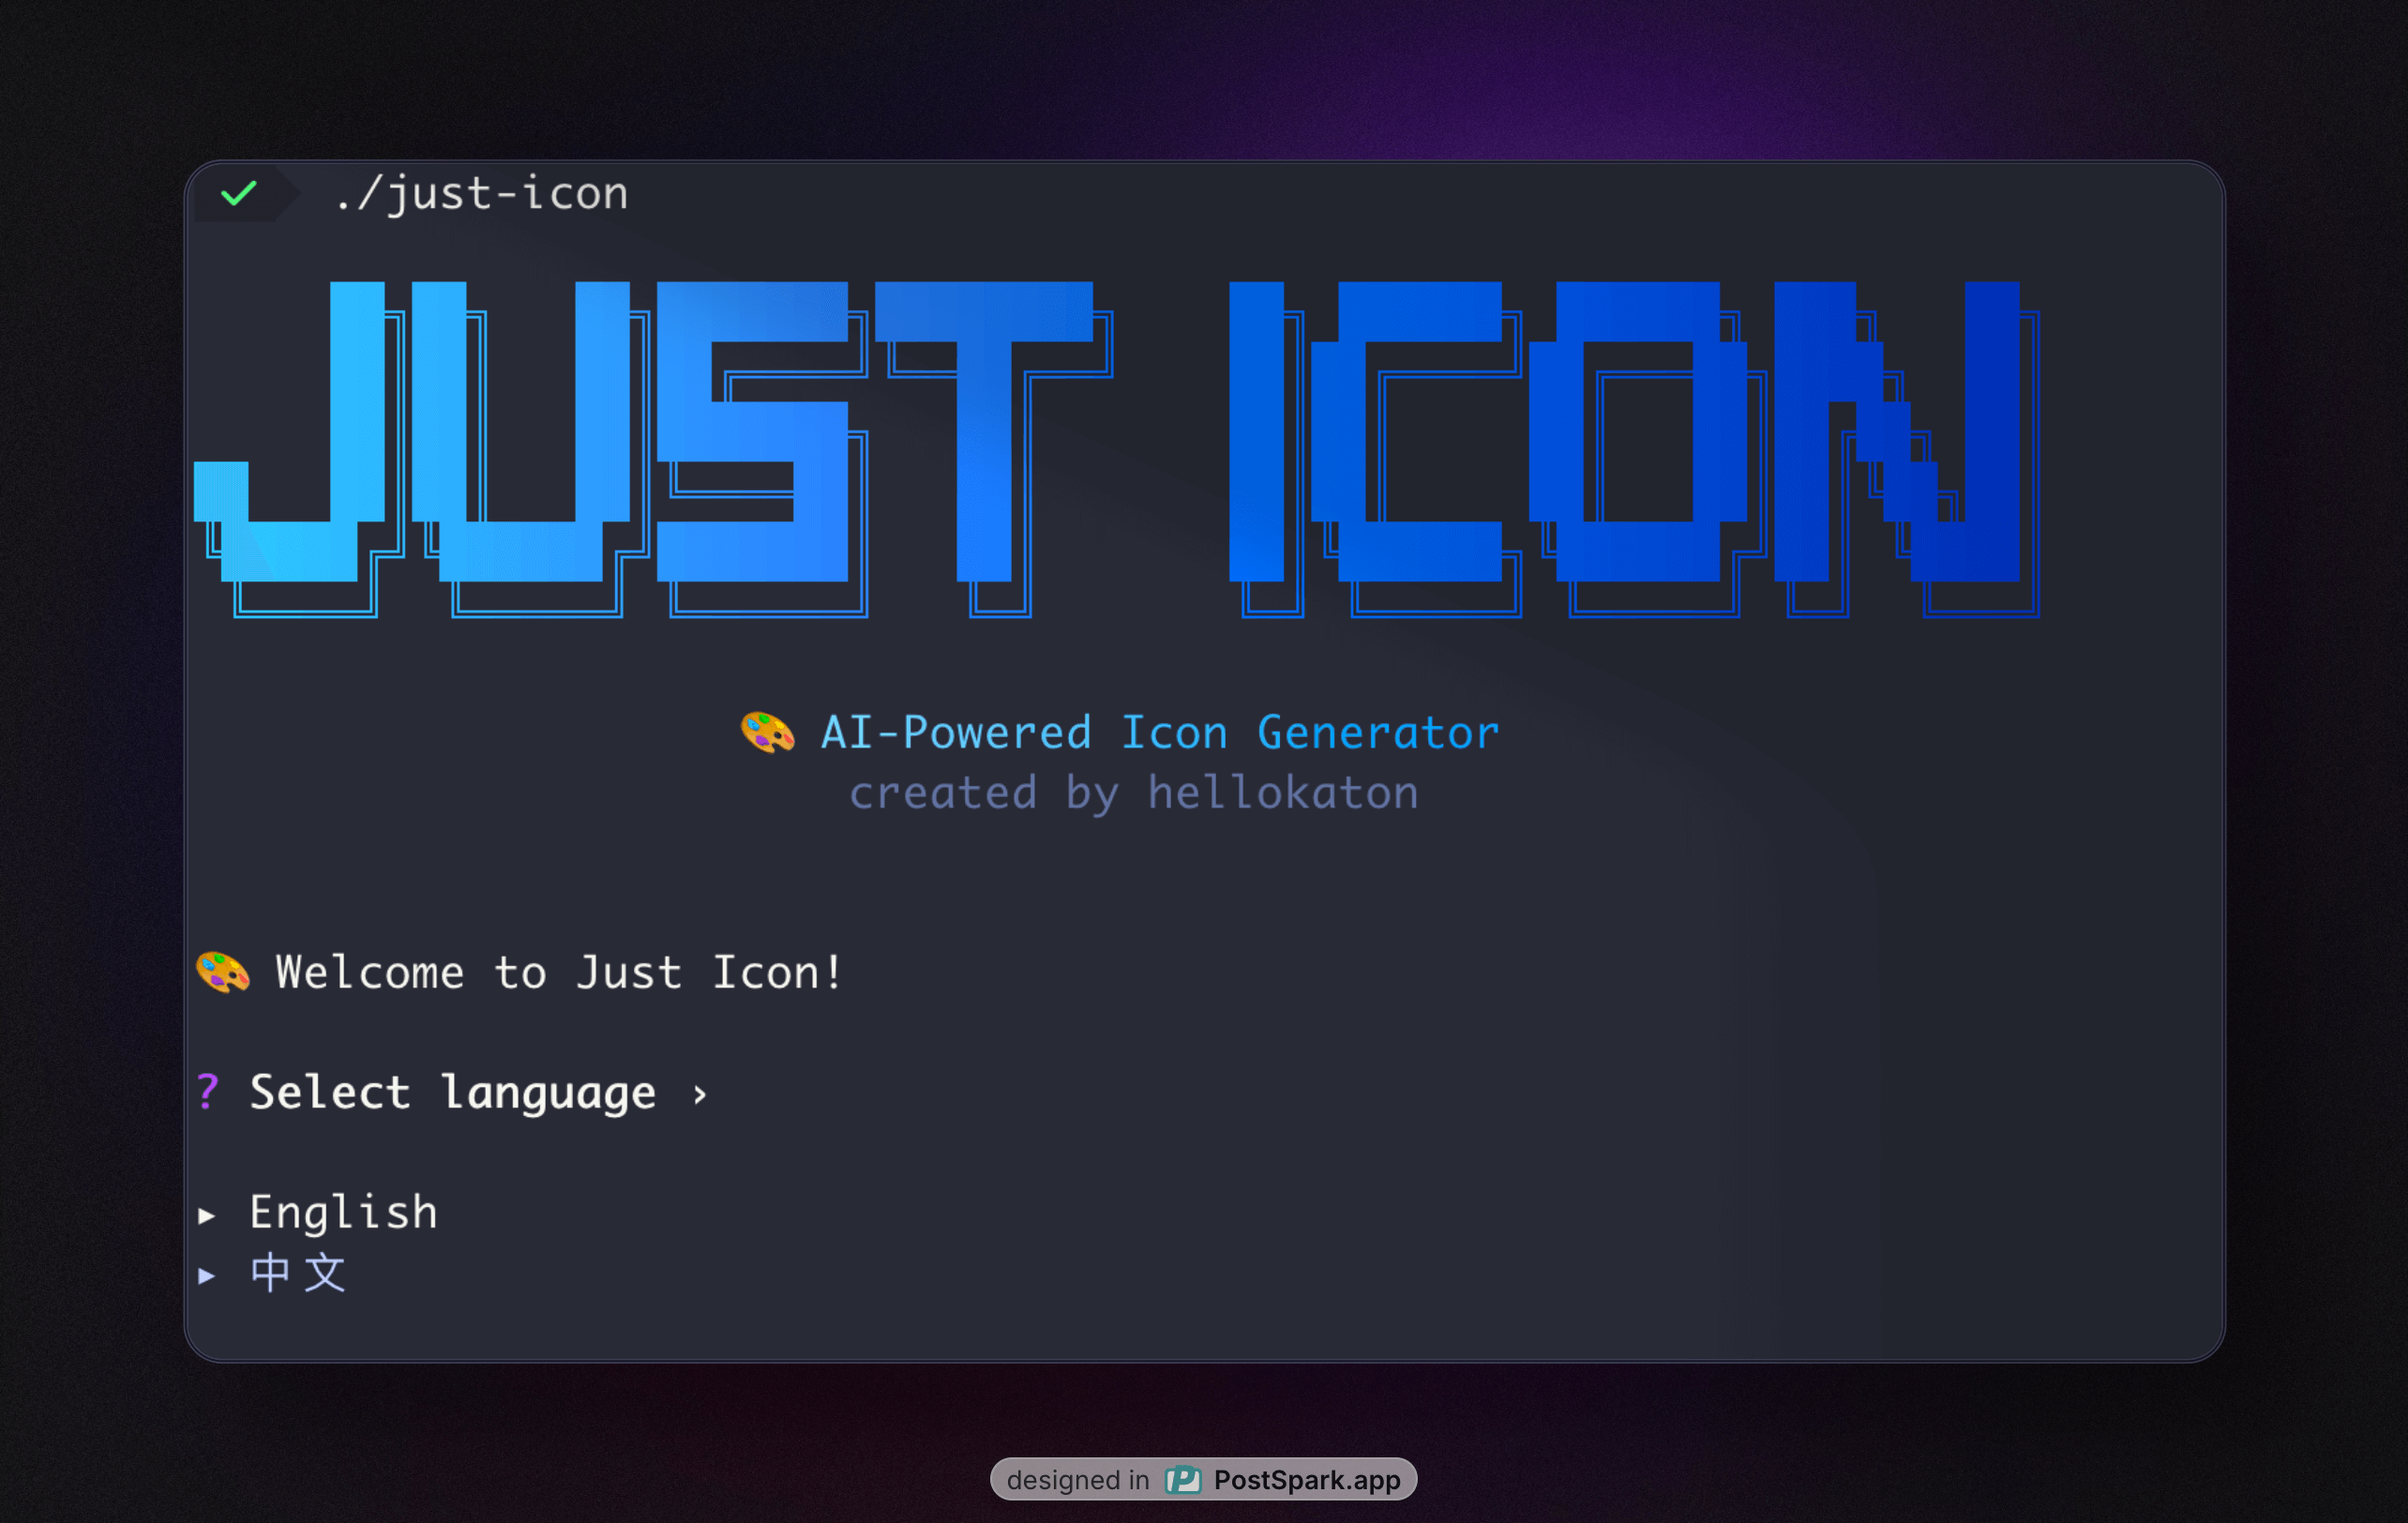 ./just-icon
JUST ICON
🎨 AI-Powered Icon Generator
created by hellokaton
🎨 Welcome to Just Icon!
? Select language ›
▸ English
▸ 中文
designed in PostSpark.app